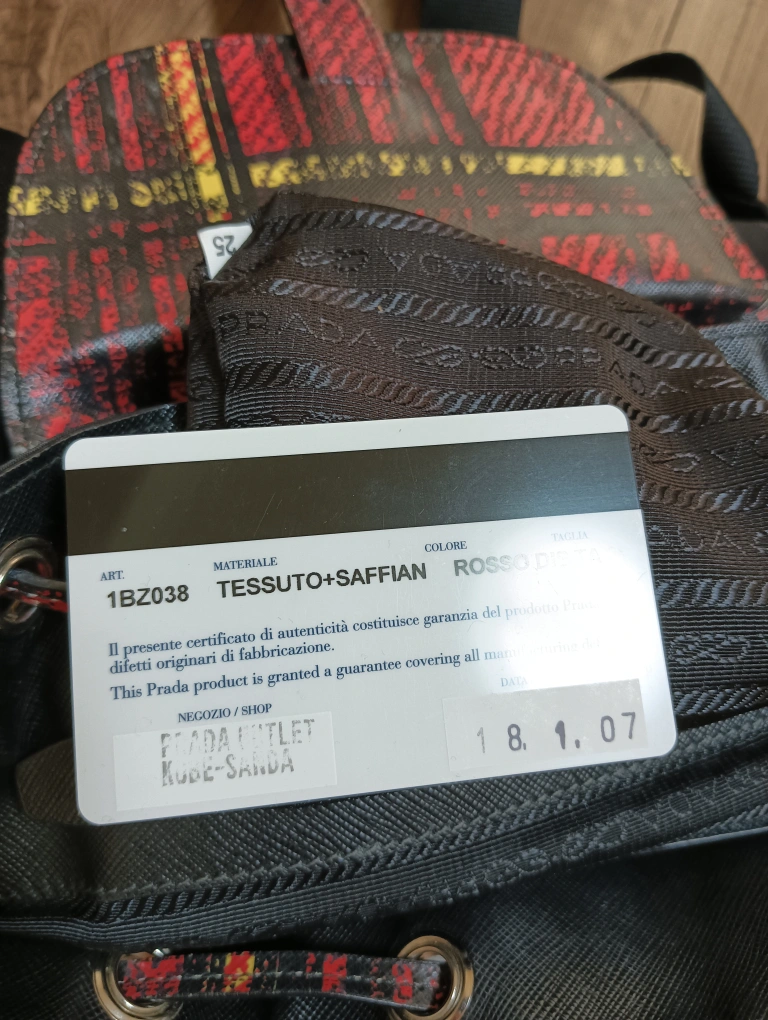 25
PRADA
PRADA
ART.
MATERIALE
COLORE
TAGLIA
1BZ038
TESSUTO+SAFFIAN
ROSSO
Il presente certificato di autenticità costituisce garanzia del prodotto
difetti originari di fabbricazione.
This Prada product is granted a guarantee covering all
NEGOZIO / SHOP
DATA
PRADA OUTLET
KOBE-SANDA
18. 1. 07